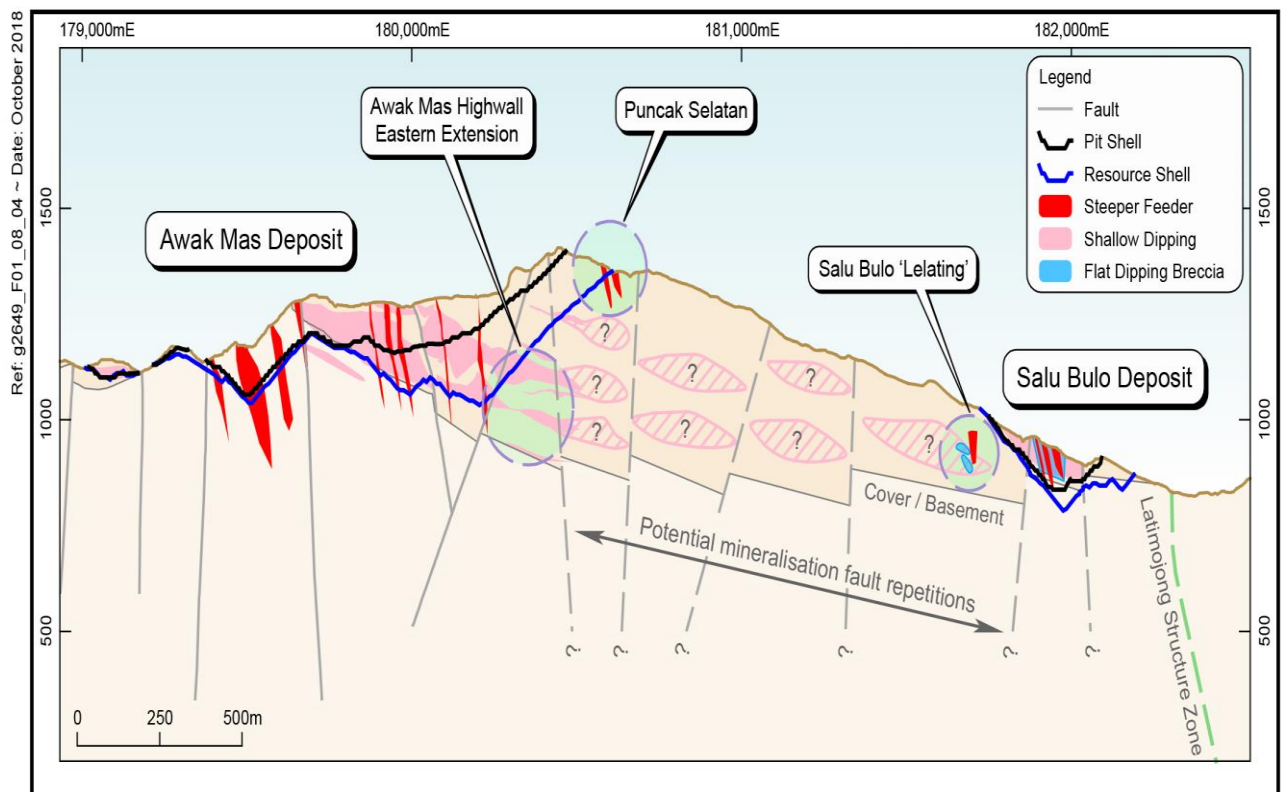 Ref: g2649_F01_08_04 ~ Date: October 2018
179,000mE
180,000mE
181,000mE
182,000mE
Legend
Fault
Pit Shell
Resource Shell
Steeper Feeder
Shallow Dipping
Flat Dipping Breccia
Awak Mas Highwall
Eastern Extension
Puncak Selatan
Awak Mas Deposit
Salu Bulo ‘Lelating’
Salu Bulo Deposit
1500
1500
1000
1000
500
500
?
?
?
?
?
?
?
?
Cover / Basement
Potential mineralisation fault repetitions
?
?
?
?
?
?
Latimojong Structure Zone
0
250
500m